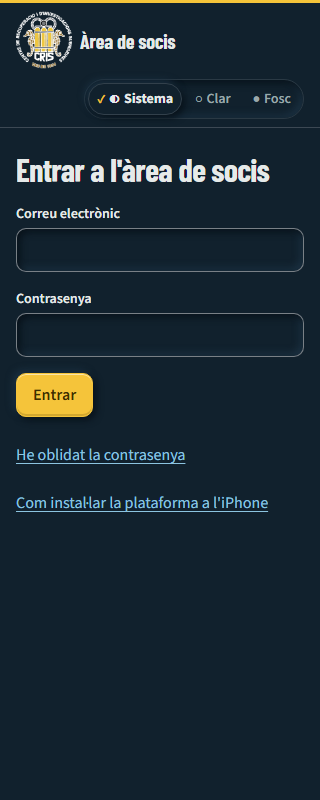 CRIS
Àrea de socis
✓ Sistema
Clar
Fosc
Entrar a l'àrea de socis
Correu electrònic
Contrasenya
Entrar
He oblidat la contrasenya
Com instal·lar la plataforma a l'iPhone